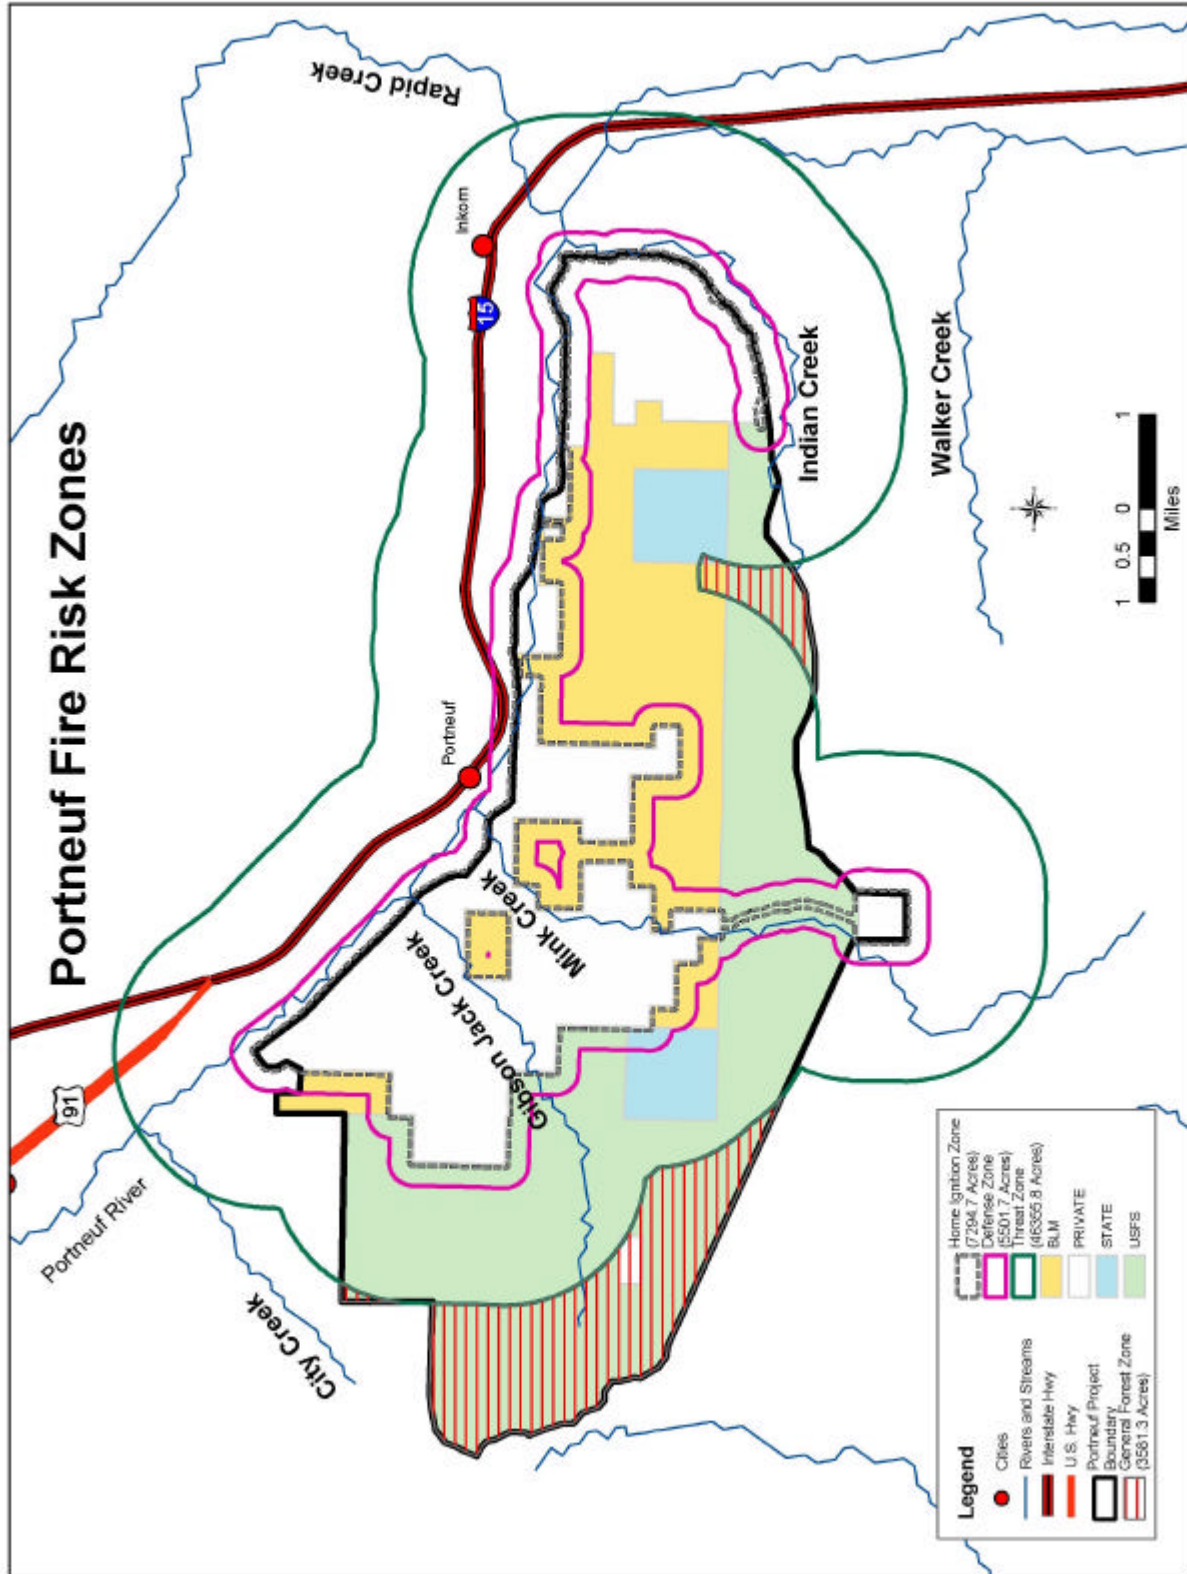 Portneuf Fire Risk Zones
Rapid Creek
Inkom
15
Portneuf
91
Portneuf River
City Creek
Gibson Jack Creek
Mink Creek
Indian Creek
Walker Creek
1 0.5 0 1
Miles
Legend
Cities
Rivers and Streams
Interstate Hwy
U.S. Hwy
Portneuf Project
Boundary
General Forest Zone
(3581.3 Acres)
Home Ignition Zone
(7294.7 Acres)
Defense Zone
(5501.7 Acres)
Threat Zone
(46355.8 Acres)
BLM
PRIVATE
STATE
USFS